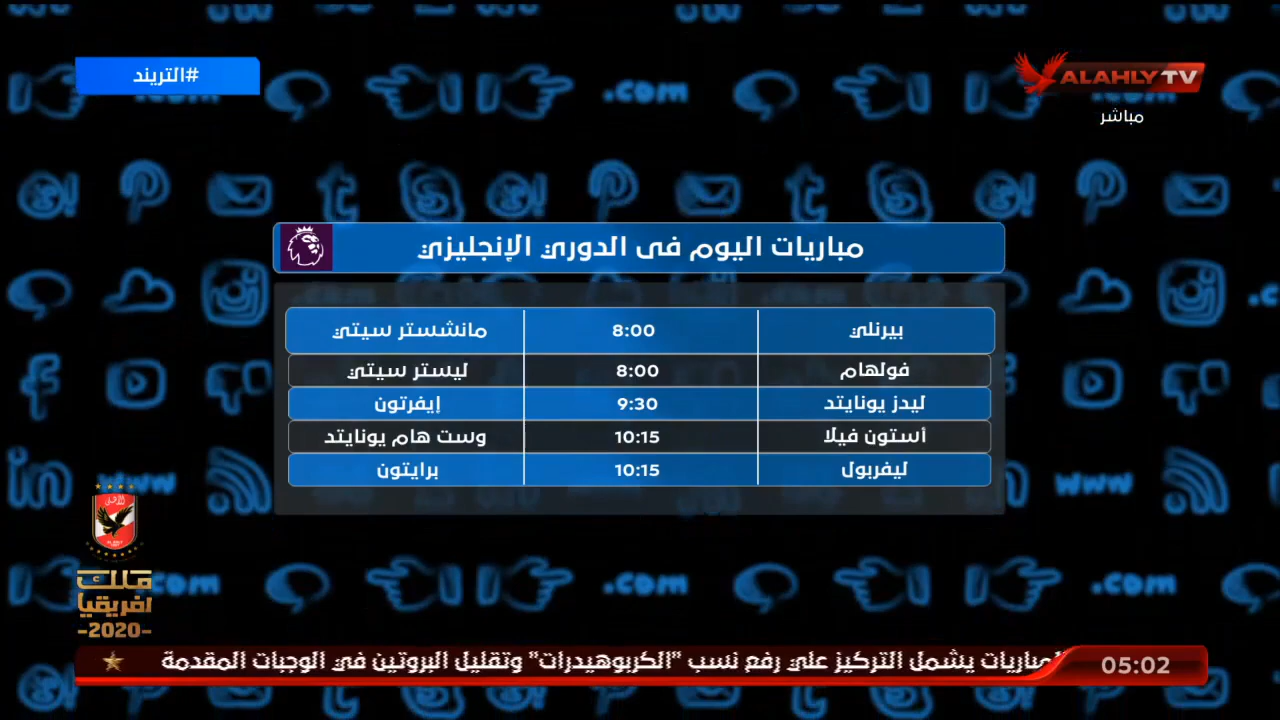 #التريند
ALAHLY TV
مباشر
مباريات اليوم فى الدوري الإنجليزي
بيرنلي 8:00 مانشستر سيتي
فولهام 8:00 ليستر سيتي
ليدز يونايتد 9:30 إيفرتون
أستون فيلا 10:15 وست هام يونايتد
ليفربول 10:15 برايتون
ملك
افريقيا
-2020-
المباريات يشمل التركيز علي رفع نسب "الكربوهيدرات" وتقليل البروتين في الوجبات المقدمة
05:02